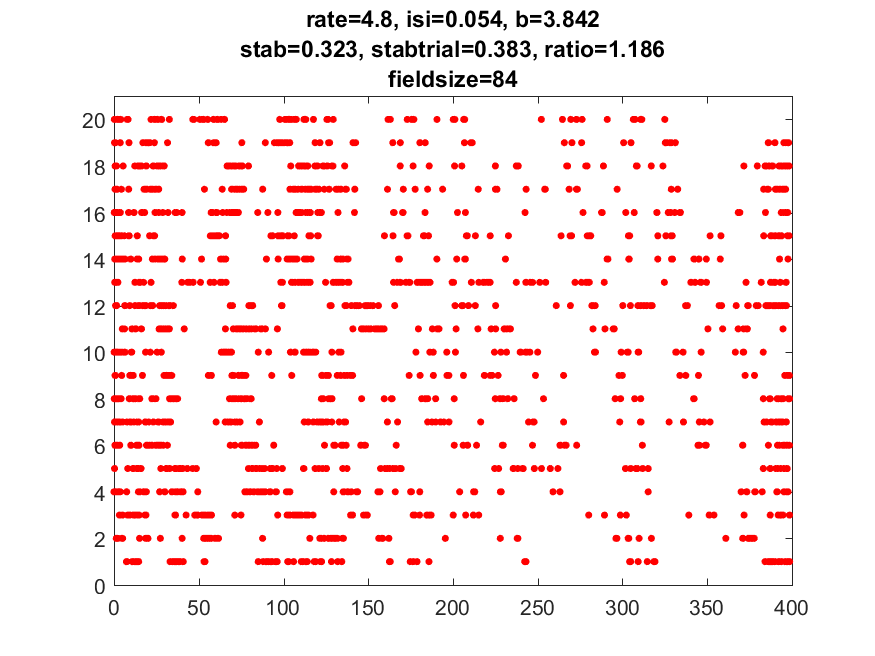 rate=4.8, isi=0.054, b=3.842
stab=0.323, stabtrial=0.383, ratio=1.186
fieldsize=84
20
18
16
14
12
10
8
6
4
2
0
0 50 100 150 200 250 300 350 400